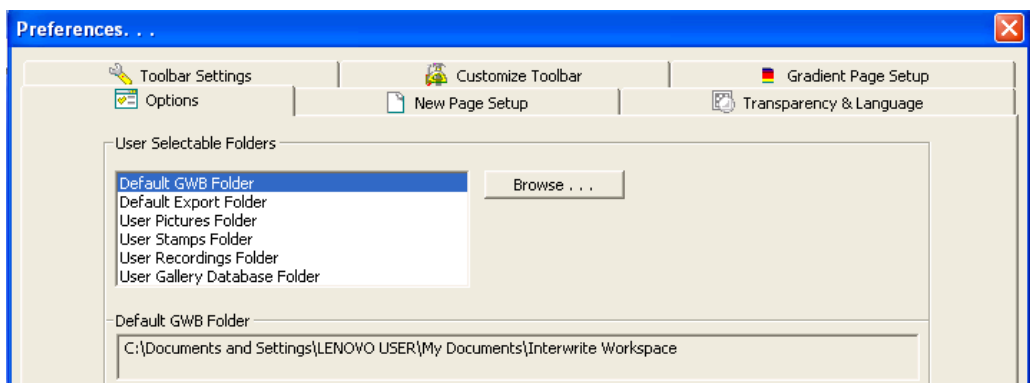 Preferences. . .
Toolbar Settings
Customize Toolbar
Gradient Page Setup
Options
New Page Setup
Transparency & Language
User Selectable Folders
Default GWB Folder
Browse . . .
Default Export Folder
User Pictures Folder
User Stamps Folder
User Recordings Folder
User Gallery Database Folder
Default GWB Folder
C:\Documents and Settings\LENOVO USER\My Documents\Interwrite Workspace